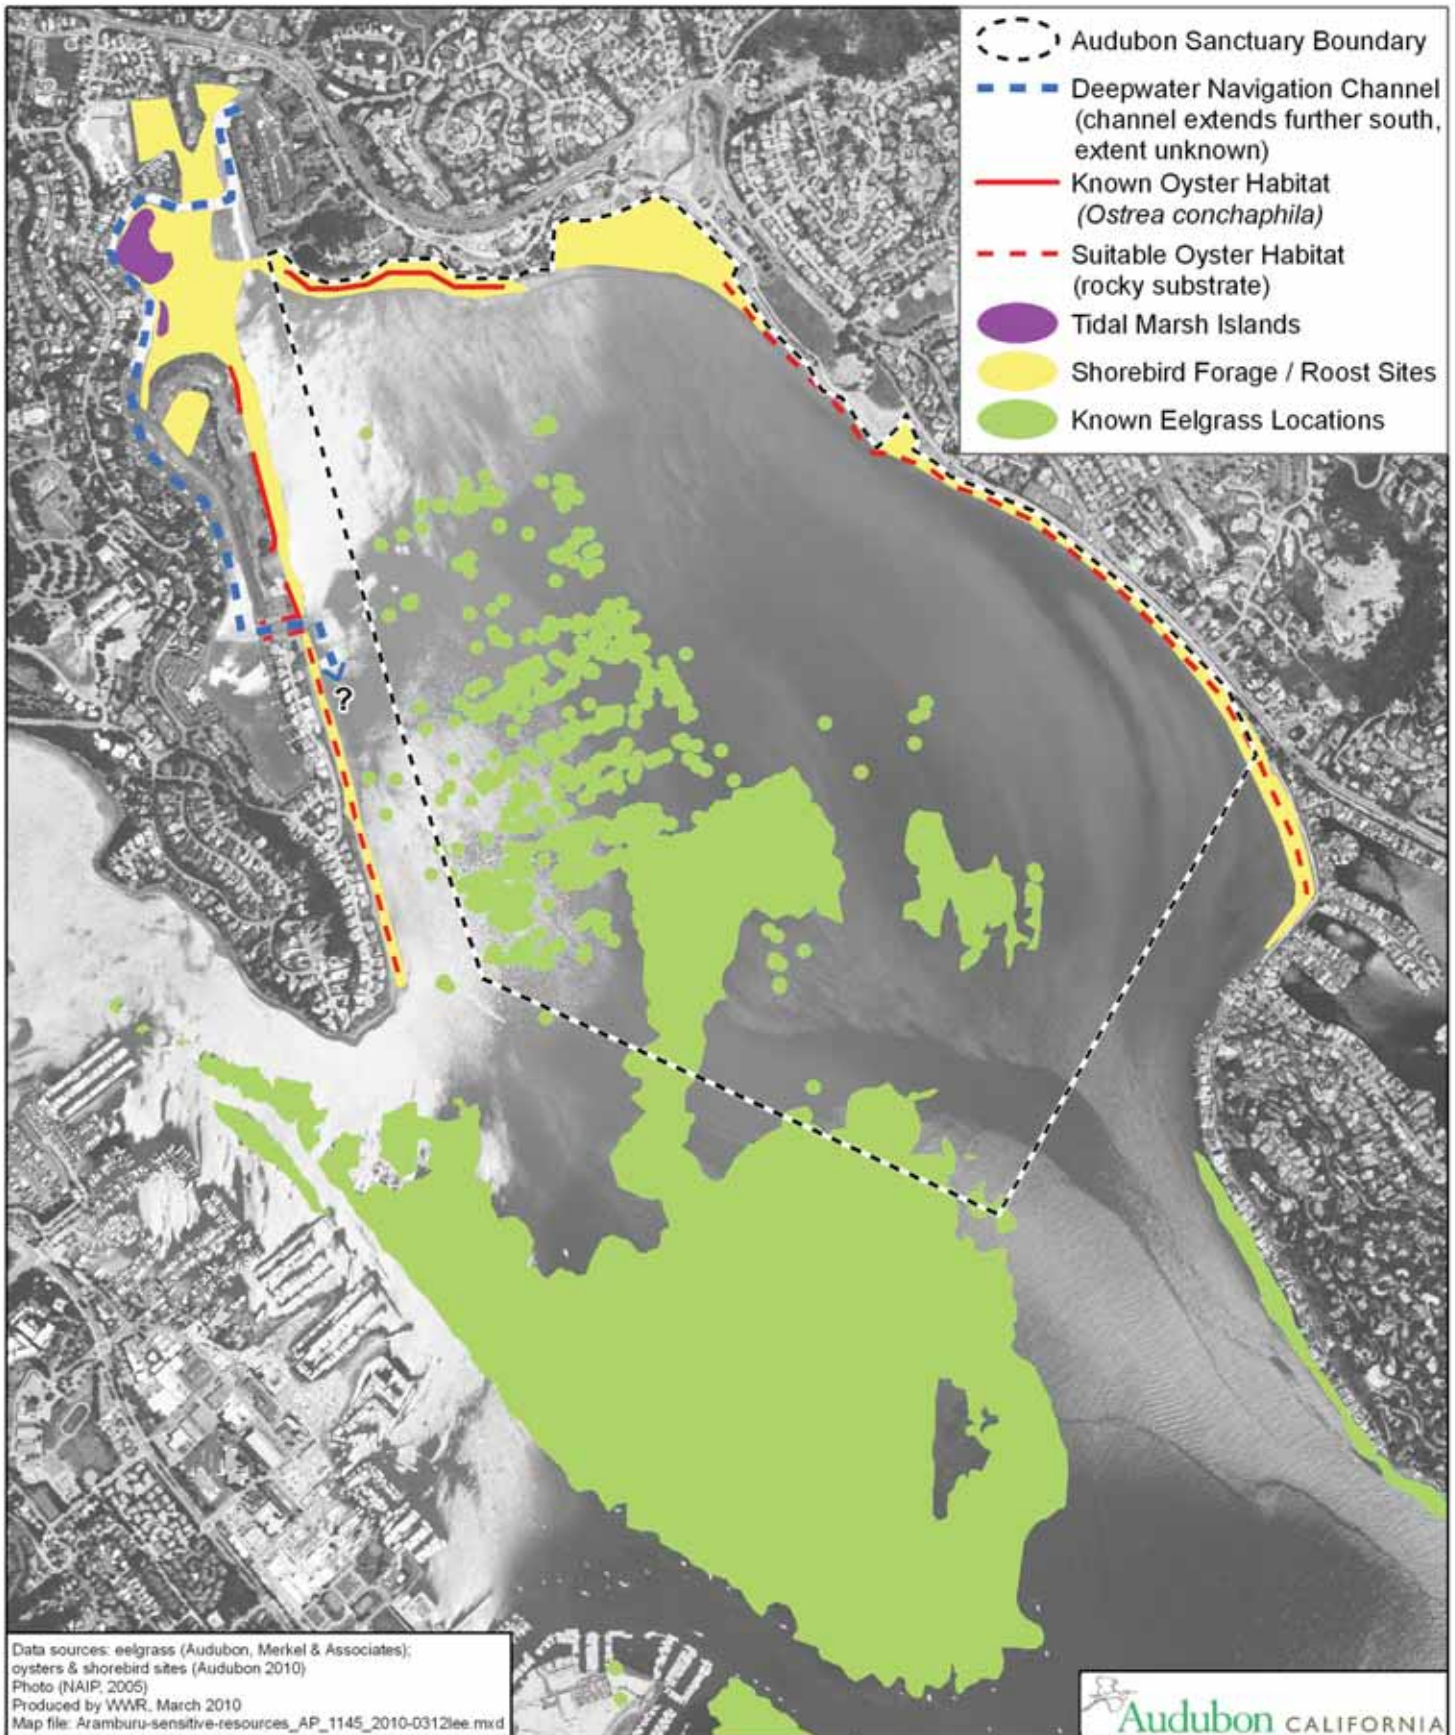 Audubon Sanctuary Boundary
Deepwater Navigation Channel
(channel extends further south,
extent unknown)
Known Oyster Habitat
(Ostrea conchaphila)
Suitable Oyster Habitat
(rocky substrate)
Tidal Marsh Islands
Shorebird Forage / Roost Sites
Known Eelgrass Locations
?
Data sources: eelgrass (Audubon, Merkel & Associates);
oysters & shorebird sites (Audubon 2010)
Photo (NAIP, 2005)
Produced by WWR, March 2010
Map file: Aramburu-sensitive-resources_AP_1145_2010-0312lee.mxd
Audubon CALIFORNIA